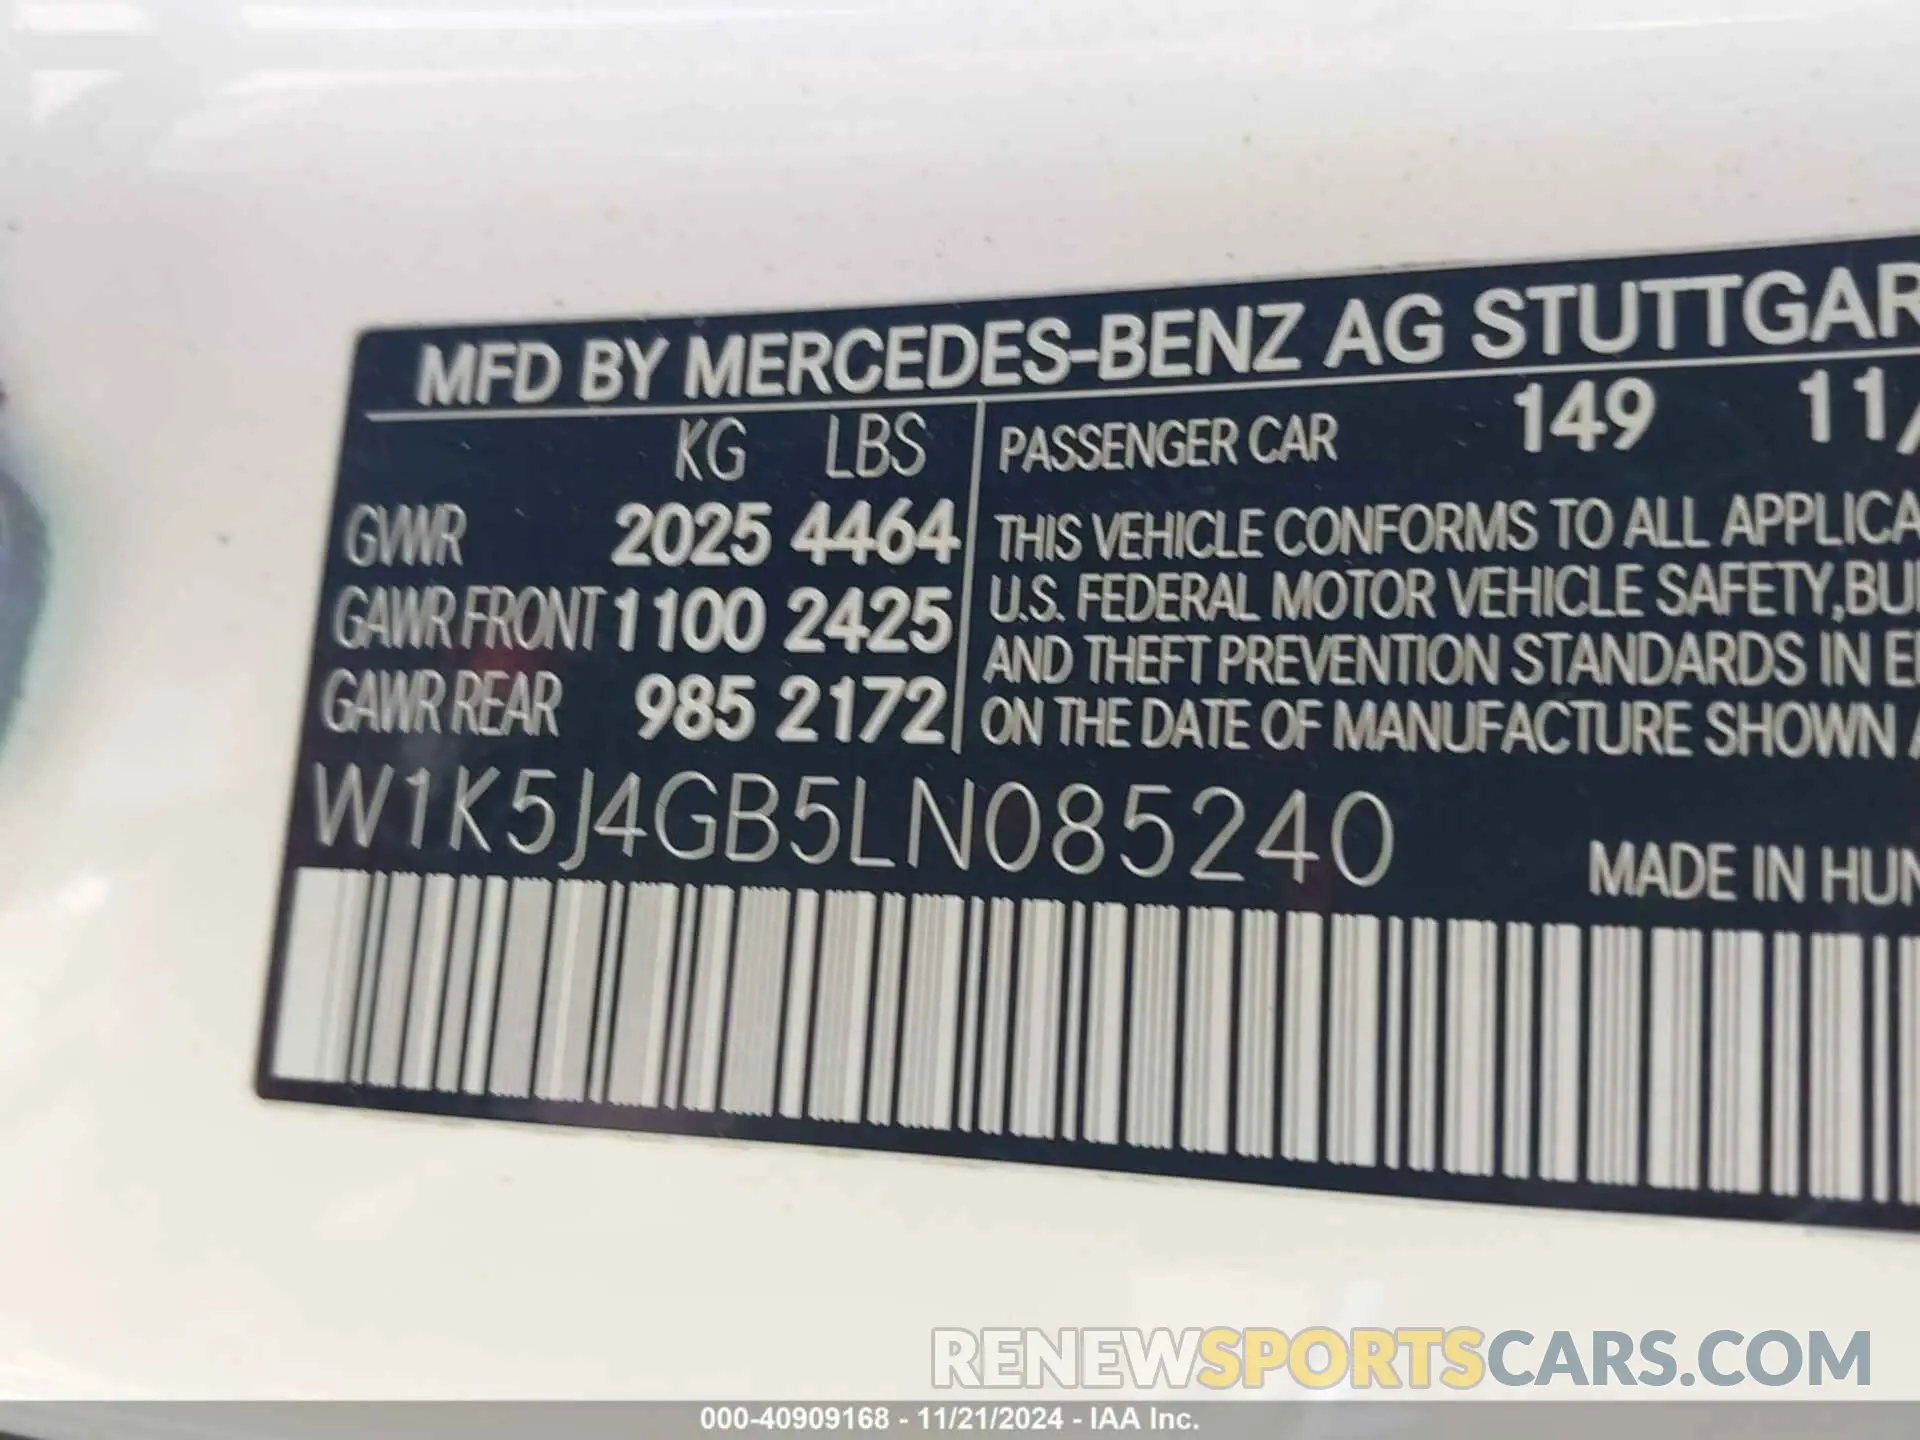 MFD BY MERCEDES-BENZ AG STUTTGAR
KG LBS
PASSENGER CAR 149 11/
GVWR 2025 4464
GAWR FRONT 1100 2425
GAWR REAR 985 2172
THIS VEHICLE CONFORMS TO ALL APPLICA
U.S. FEDERAL MOTOR VEHICLE SAFETY,BU
AND THEFT PREVENTION STANDARDS IN E
ON THE DATE OF MANUFACTURE SHOWN A
W1K5J4GB5LN085240
MADE IN HUN
RENEWSPORTSCARS.COM
000-40909168 - 11/21/2024 - IAA Inc.